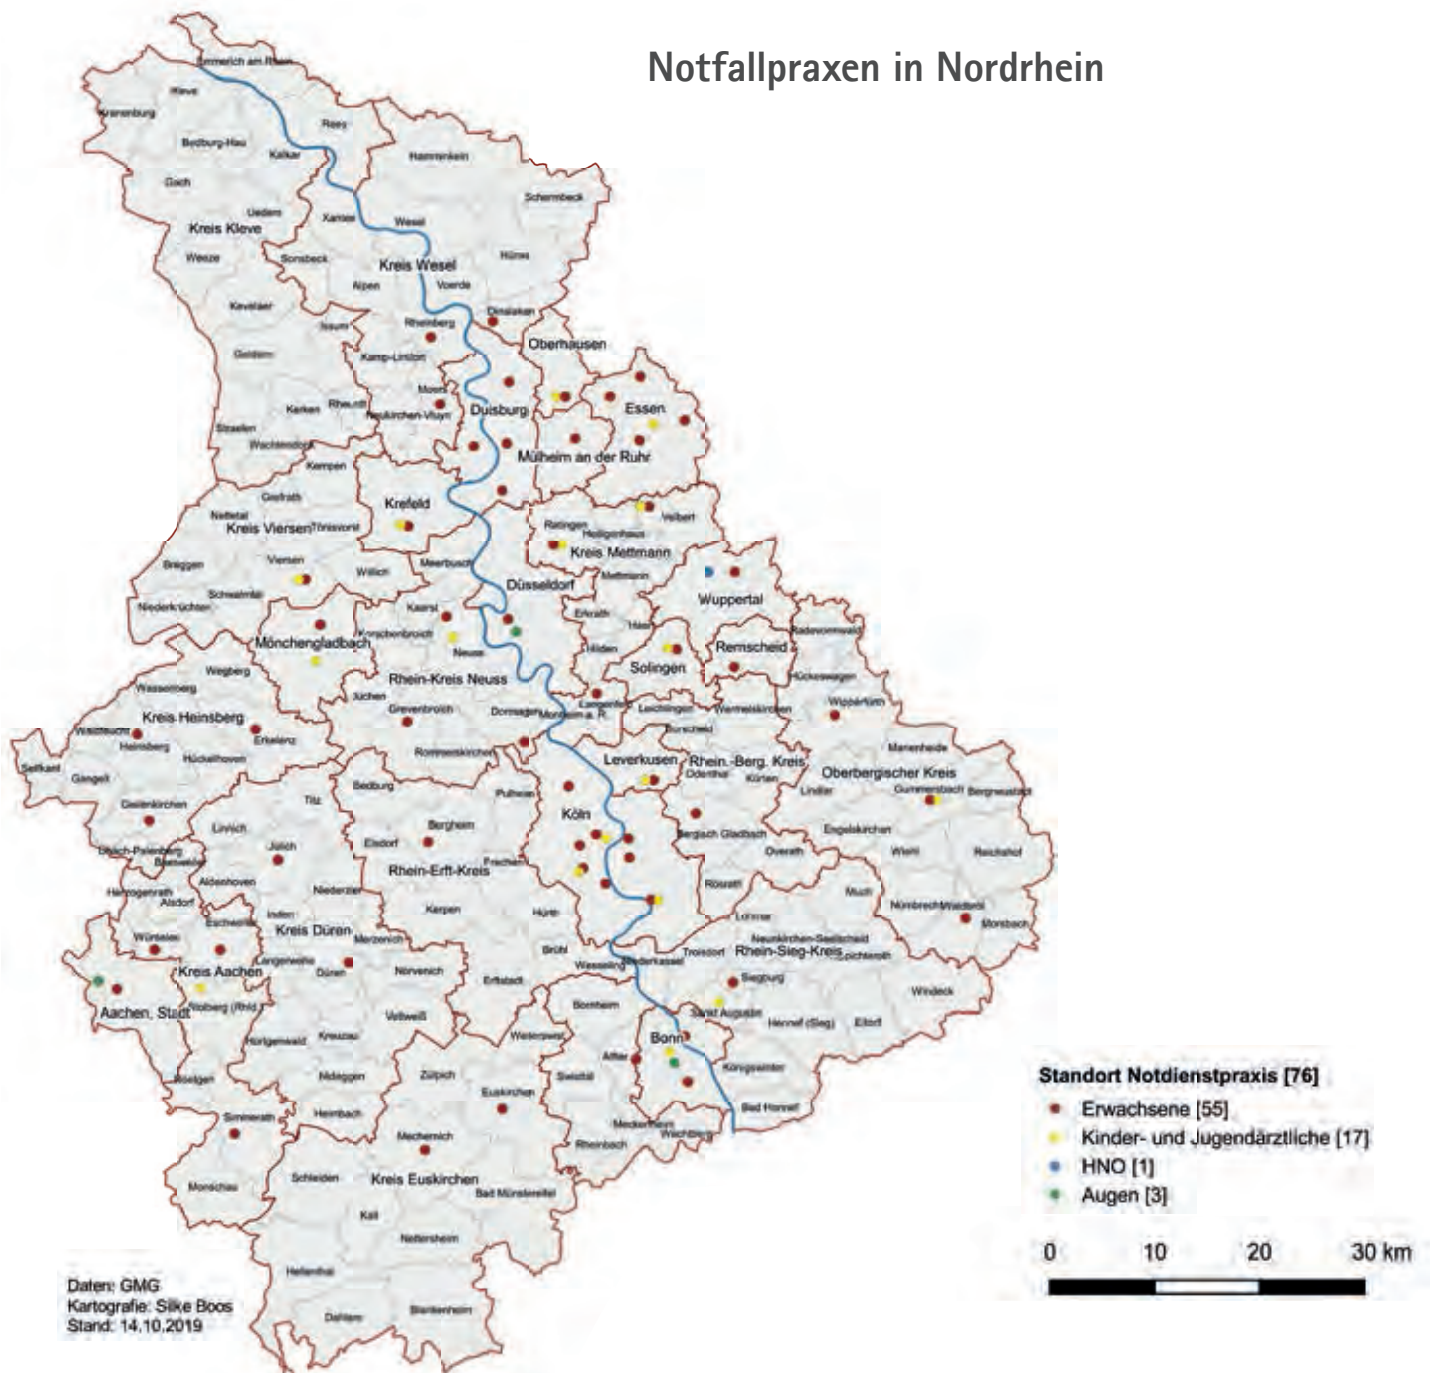 Notfallpraxen in Nordrhein
Emmerich am Rhein
Kleve
Kranenburg
Rees
Bedburg-Hau
Kalkar
Hamminkeln
Goch
Schermbeck
Uedem
Xanten
Wesel
Kreis Kleve
Weeze
Sonsbeck
Kreis Wesel
Hünxe
Alpen
Voerde
Kevelaer
Issum
Rheinberg
Dinslaken
Oberhausen
Geldern
Kamp-Lintfort
Moers
Kerken
Rheurdt
Neukirchen-Vluyn
Duisburg
Essen
Straelen
Wachtendonk
Mülheim an der Ruhr
Kempen
Grefrath
Krefeld
Nettetal
Kreis Viersen
Tönisvorst
Ratingen
Velbert
Heiligenhaus
Kreis Mettmann
Viersen
Brüggen
Willich
Meerbusch
Mettmann
Düsseldorf
Schwalmtal
Niederkrüchten
Wuppertal
Kaarst
Erkrath
Haan
Mönchengladbach
Korschenbroich
Neuss
Hilden
Remscheid
Radevormwald
Solingen
Wegberg
Rhein-Kreis Neuss
Hückeswagen
Wassenberg
Jüchen
Kreis Heinsberg
Grevenbroich
Dormagen
Monheim a. R.
Langenfeld
Leichlingen
Wermelskirchen
Wipperfürth
Waldfeucht
Heinsberg
Erkelenz
Burscheid
Rommerskirchen
Marienheide
Selfkant
Gangelt
Hückelhoven
Leverkusen
Rhein.-Berg. Kreis
Odenthal
Kürten
Oberbergischer Kreis
Bedburg
Pulheim
Lindlar
Gummersbach
Bergneustadt
Geilenkirchen
Titz
Linnich
Köln
Bergheim
Bergisch Gladbach
Engelskirchen
Übach-Palenberg
Baesweiler
Jülich
Elsdorf
Frechen
Overath
Wiehl
Reichshof
Rhein-Erft-Kreis
Herzogenrath
Alsdorf
Aldenhoven
Niederzier
Rösrath
Much
Kerpen
Hürth
Nümbrecht
Waldbröl
Morsbach
Eschweiler
Inden
Kreis Düren
Merzenich
Lohmar
Würselen
Brühl
Neunkirchen-Seelscheid
Troisdorf
Rhein-Sieg-Kreis
Ruppichteroth
Kreis Aachen
Langerwehe
Düren
Nörvenich
Wesseling
Niederkassel
Siegburg
Erftstadt
Windeck
Aachen, Stadt
Stolberg (Rhld.)
Vettweiß
Bornheim
Sankt Augustin
Hennef (Sieg)
Eitorf
Hürtgenwald
Kreuzau
Weilerswist
Bonn
Alfter
Königswinter
Roetgen
Nideggen
Zülpich
Swisttal
Euskirchen
Bad Honnef
Simmerath
Heimbach
Meckenheim
Wachtberg
Mechernich
Rheinbach
Monschau
Schleiden
Kreis Euskirchen
Bad Münstereifel
Kall
Nettersheim
Hellenthal
Dahlem
Blankenheim
Standort Notdienstpraxis [76]
Erwachsene [55]
Kinder- und Jugendärztliche [17]
HNO [1]
Augen [3]
0 10 20 30 km
Daten: GMG
Kartografie: Silke Boos
Stand: 14.10.2019